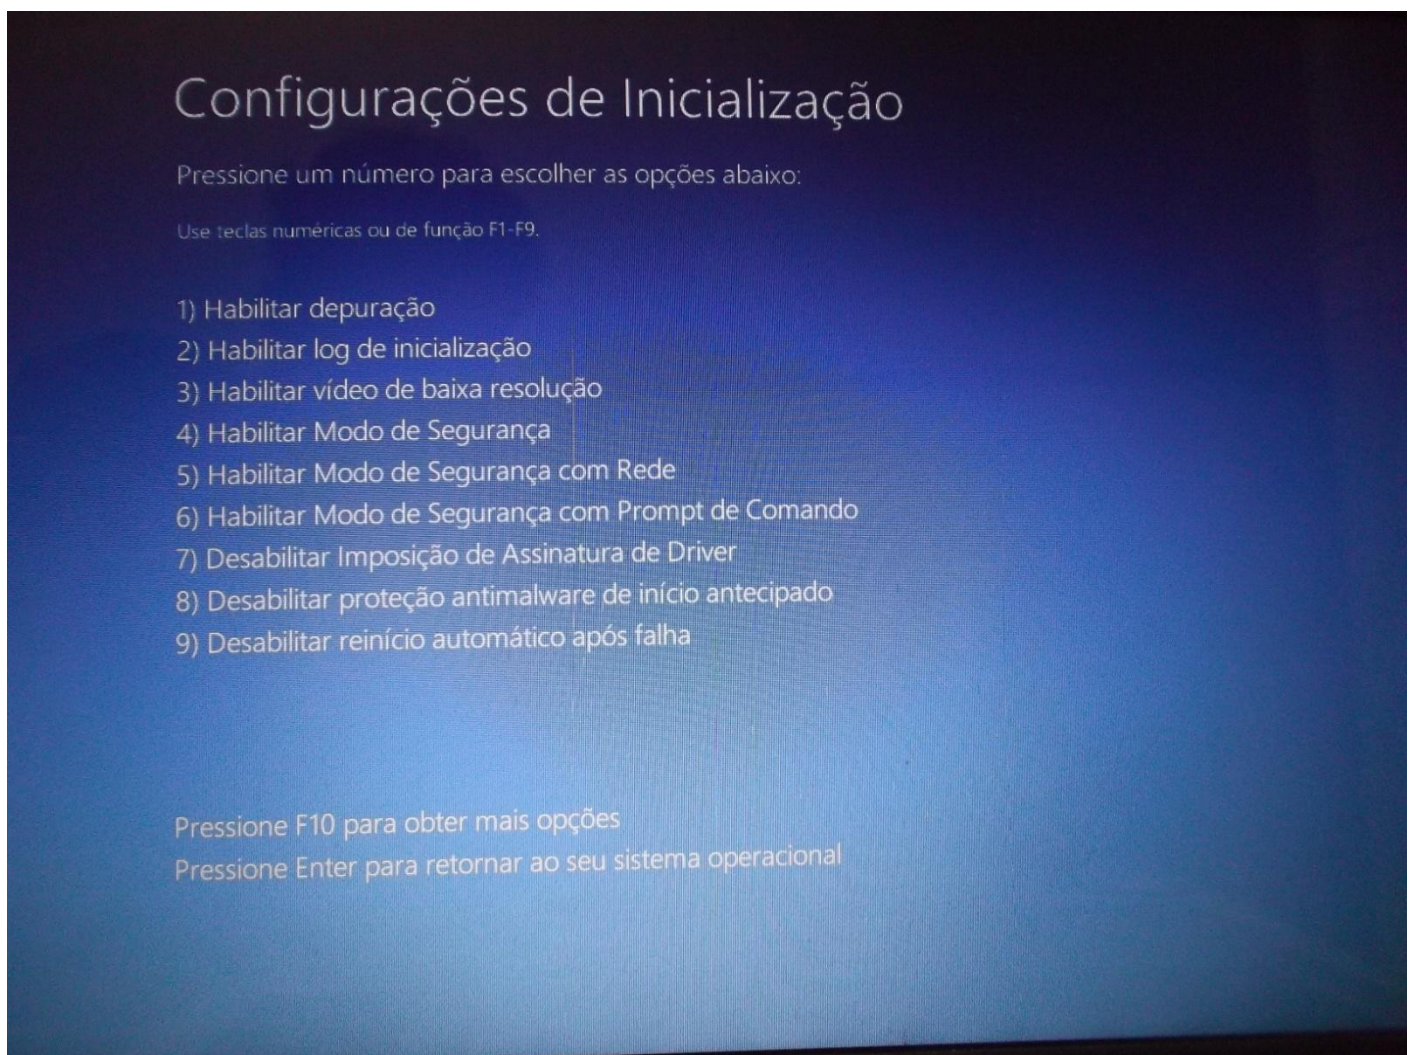 Configurações de Inicialização
Pressione um número para escolher as opções abaixo:
Use teclas numéricas ou de função F1-F9.
1) Habilitar depuração
2) Habilitar log de inicialização
3) Habilitar vídeo de baixa resolução
4) Habilitar Modo de Segurança
5) Habilitar Modo de Segurança com Rede
6) Habilitar Modo de Segurança com Prompt de Comando
7) Desabilitar Imposição de Assinatura de Driver
8) Desabilitar proteção antimalware de início antecipado
9) Desabilitar reinício automático após falha
Pressione F10 para obter mais opções
Pressione Enter para retornar ao seu sistema operacional